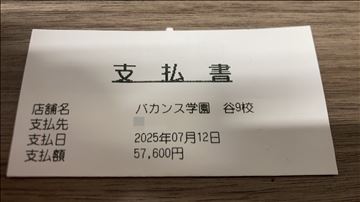 支払書
店舗名 バカンス学園 谷9校
支払先
支払日 2025年07月12日
支払額 57,600円